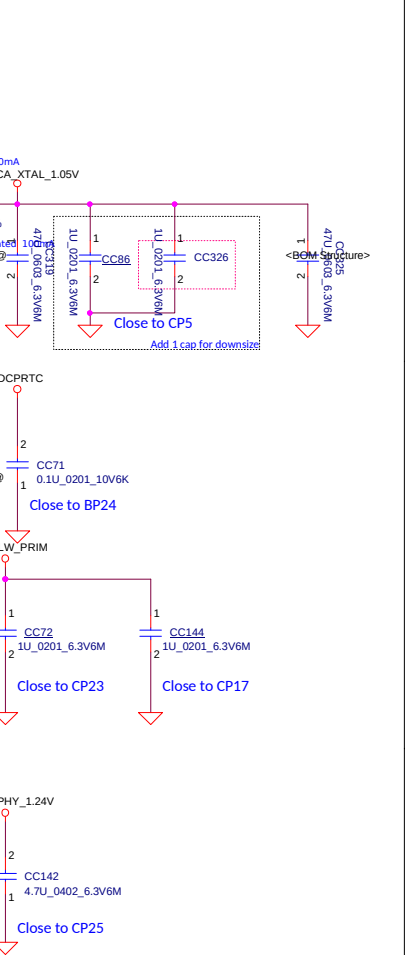 0mA
CA_XTAL_1.05V
ated 100mA
@
1
2
47U_0603_6.3V6M
CC319
1U_0201_6.3V6M
1
CC86
2
1U_0201_6.3V6M
1
CC326
2
<BOM Structure>
1
2
47U_0603_6.3V6M
CC325
Close to CP5
Add 1 cap for downsize
DCPRTC
2
CC71
0.1U_0201_10V6K
@
1
Close to BP24
LW_PRIM
1
CC72
1U_0201_6.3V6M
2
1
CC144
1U_0201_6.3V6M
2
Close to CP23
Close to CP17
PHY_1.24V
2
CC142
4.7U_0402_6.3V6M
1
Close to CP25